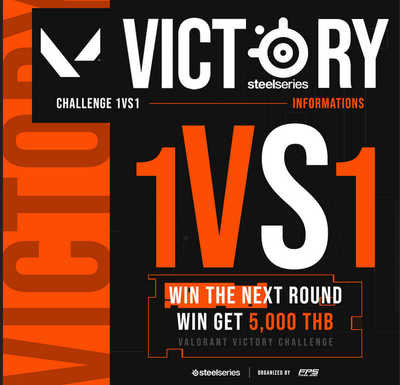 VICTORY
VICTORY
steelseries
CHALLENGE 1VS1
INFORMATIONS
1VS1
WIN THE NEXT ROUND
WIN GET 5,000 THB
VALORANT VICTORY CHALLENGE
steelseries
ORGANIZED BY
FPS